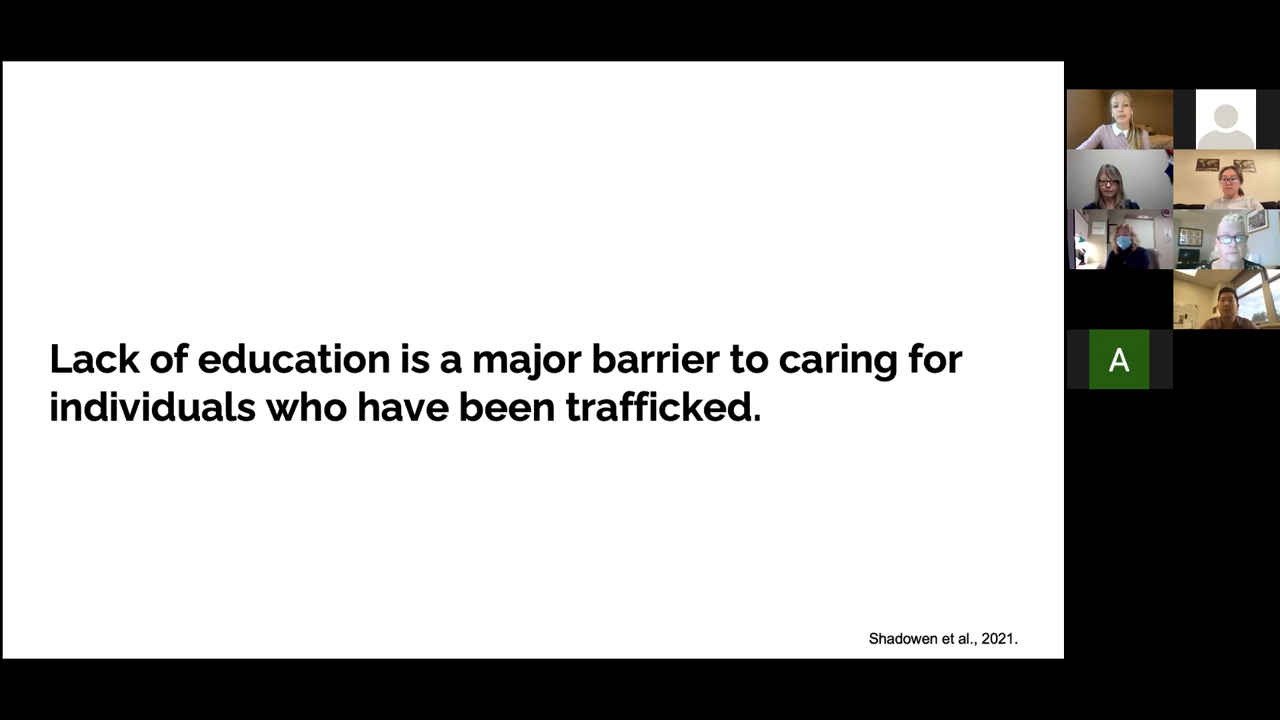 Lack of education is a major barrier to caring for
individuals who have been trafficked.
Shadowen et al., 2021.
A